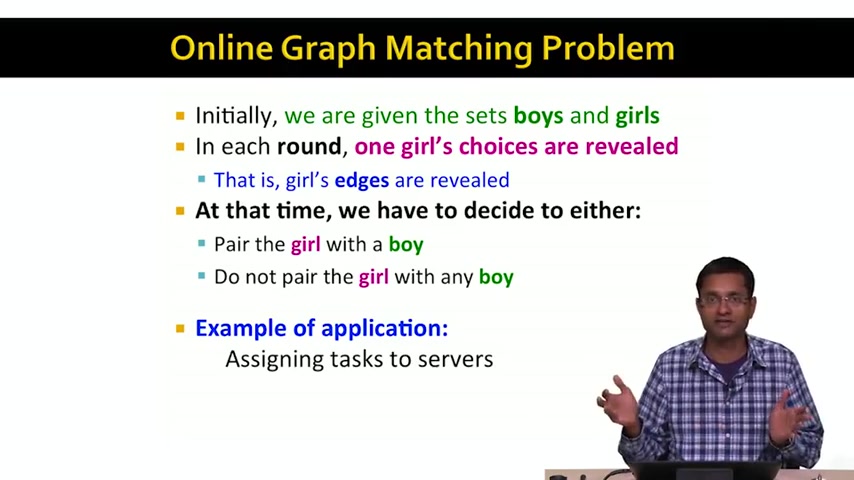 Online Graph Matching Problem
Initially, we are given the sets boys and girls
In each round, one girl's choices are revealed
That is, girl's edges are revealed
At that time, we have to decide to either:
Pair the girl with a boy
Do not pair the girl with any boy
Example of application:
Assigning tasks to servers